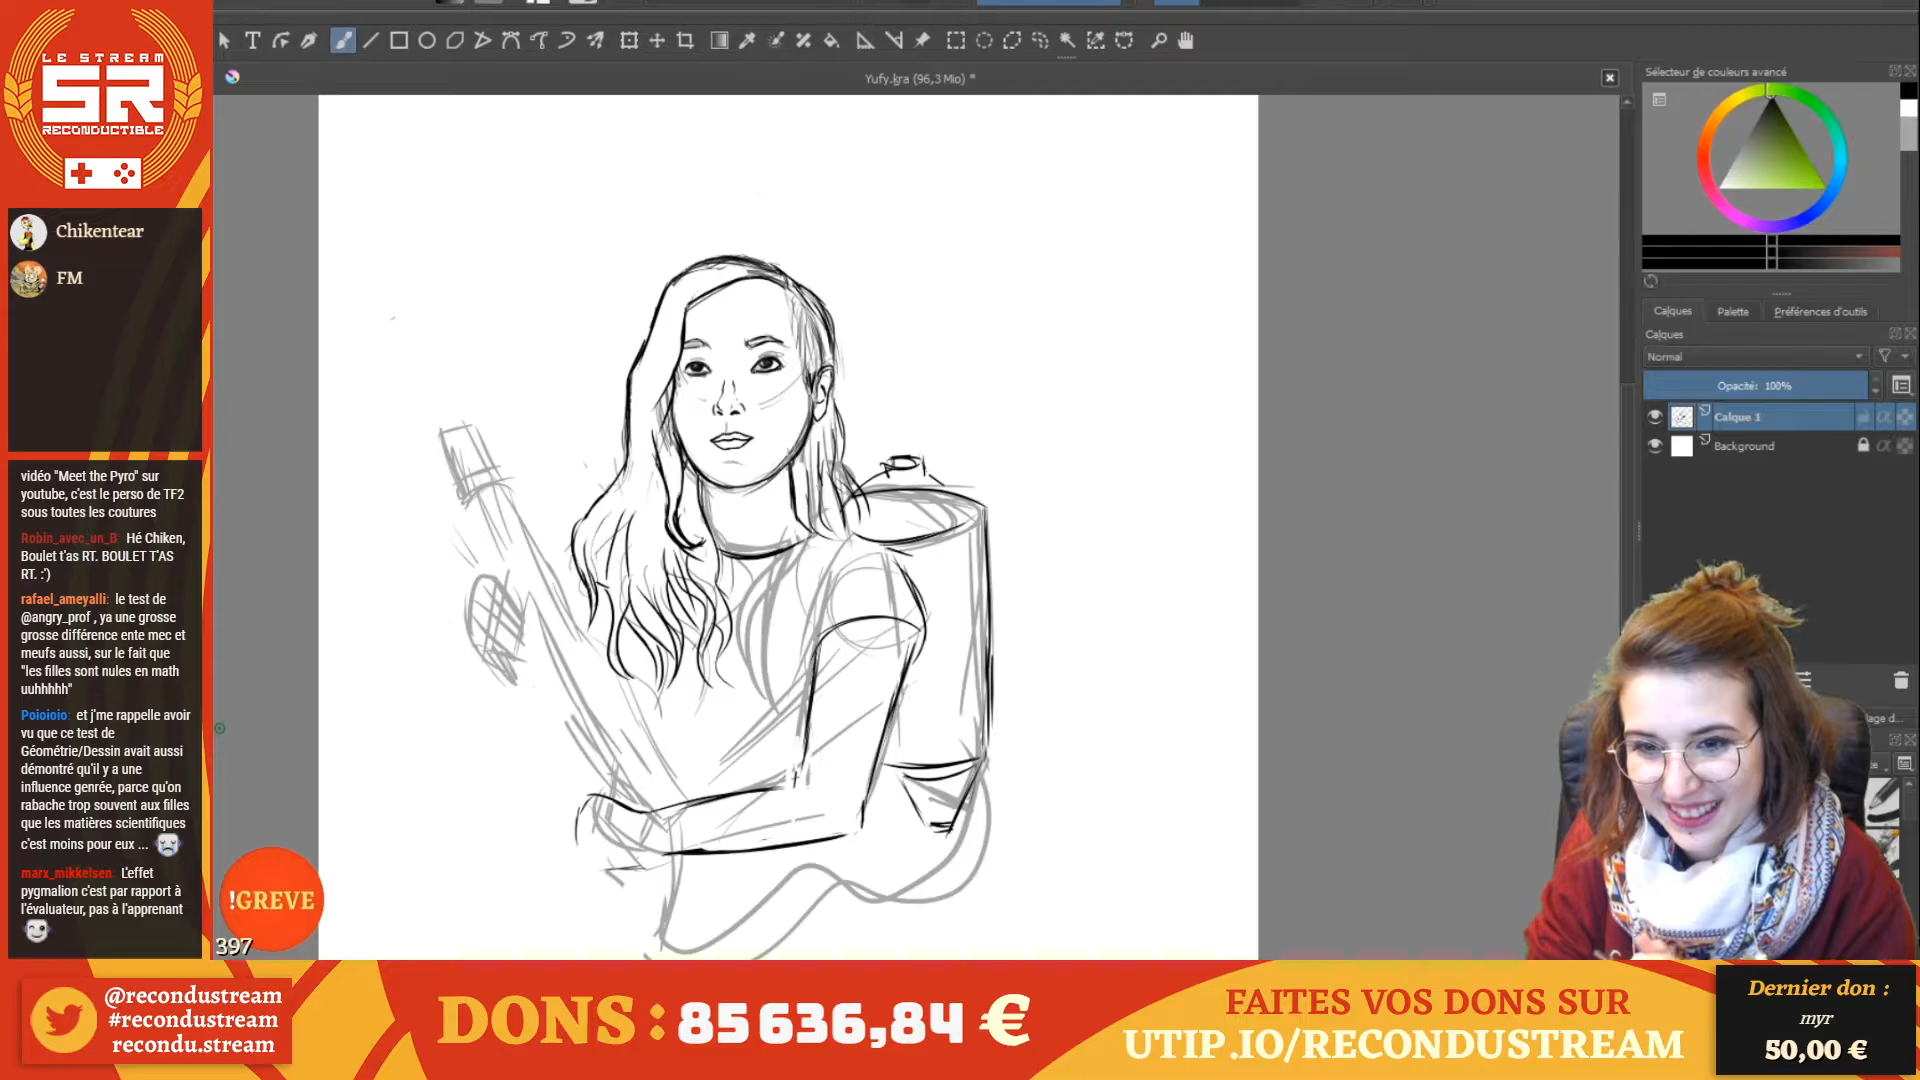 LE STREAM
SR
RECONDUCTIBLE
Chikentear
FM
vidéo "Meet the Pyro" sur
youtube, c'est le perso de TF2
sous toutes les coutures
Robin_avec_un_B: Hé Chiken,
Boulet t'as RT. BOULET T'AS
RT. :')
rafael_ameyalli: le test de
@angry_prof , ya une grosse
grosse différence ente mec et
meufs aussi, sur le fait que
"les filles sont nules en math
uuhhhhh"
Poioioio: et j'me rappelle avoir
vu que ce test de
Géométrie/Dessin avait aussi
démontré qu'il y a une
influence genrée, parce qu'on
rabache trop souvent aux filles
que les matières scientifiques
c'est moins pour eux ...
marx_mikkelsen: L'effet
pygmalion c'est par rapport à
l'évaluateur, pas à l'apprenant
Yufy.kra (96,3 Mio) *
Sélecteur de couleurs avancé
Calques
Palette
Préférences d'outils
Calques
Normal
Opacité: 100%
Calque 1
Background
!GREVE
397
@recondustream
#recondustream
recondu.stream
DONS : 85 636,84 €
FAITES VOS DONS SUR
UTIP.IO/RECONDUSTREAM
Dernier don :
myr
50,00 €